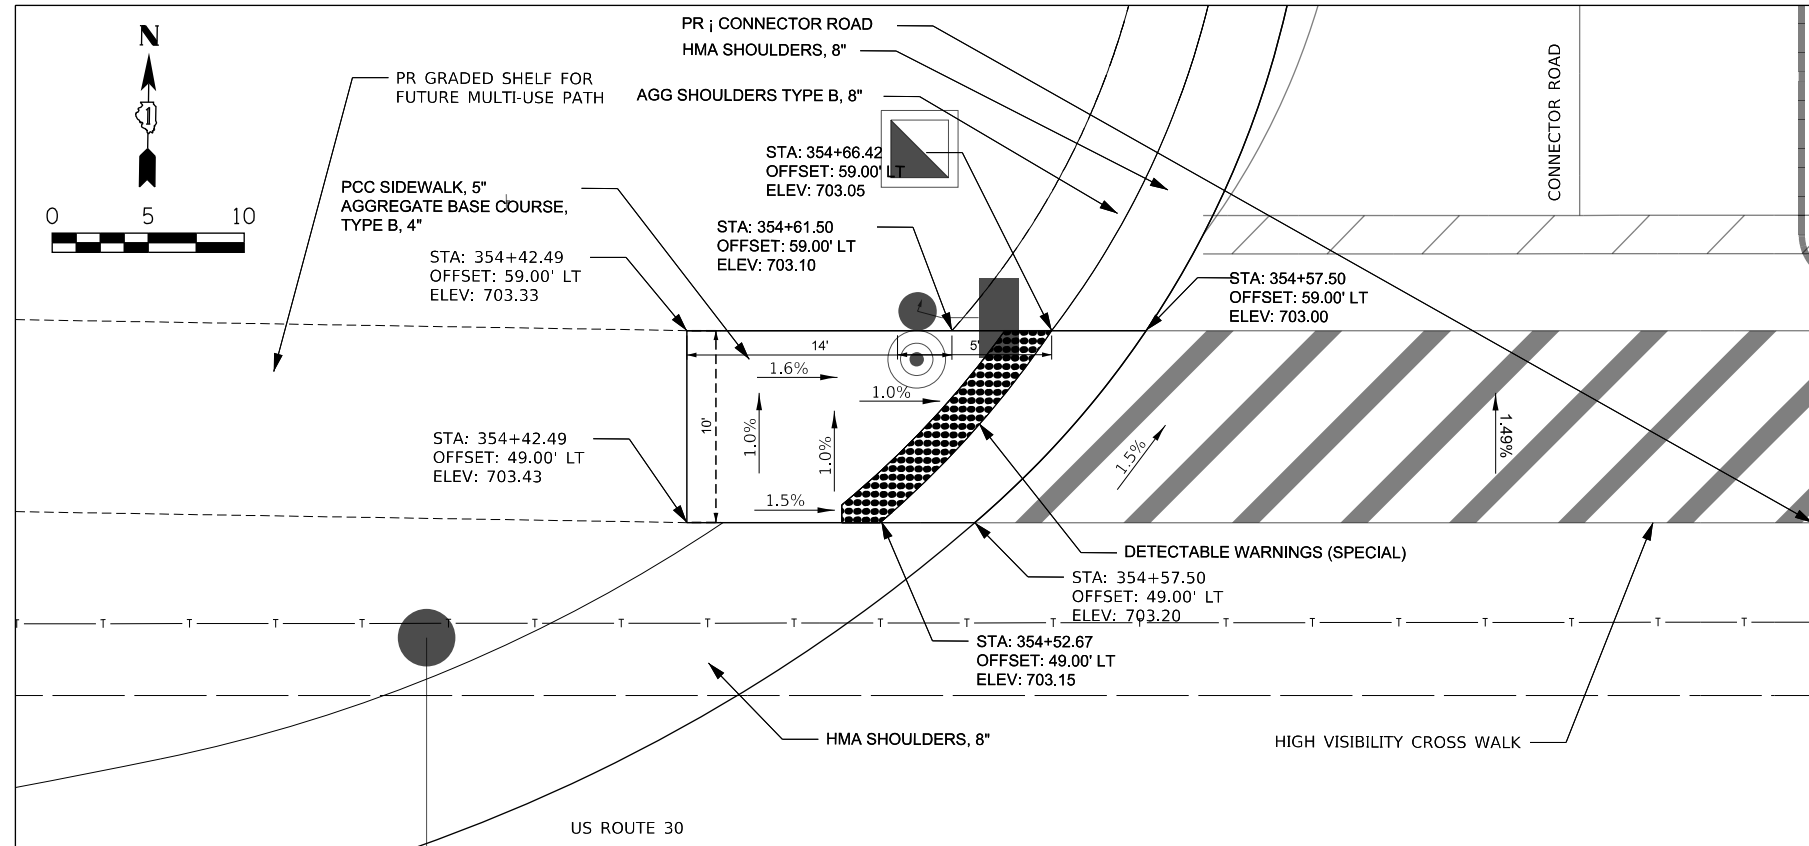 N
1
0 5 10
PR ¡ CONNECTOR ROAD
HMA SHOULDERS, 8"
AGG SHOULDERS TYPE B, 8"
PR GRADED SHELF FOR
FUTURE MULTI-USE PATH
STA: 354+66.42
OFFSET: 59.00' LT
ELEV: 703.05
PCC SIDEWALK, 5"
AGGREGATE BASE COURSE,
TYPE B, 4"
STA: 354+61.50
OFFSET: 59.00' LT
ELEV: 703.10
STA: 354+42.49
OFFSET: 59.00' LT
ELEV: 703.33
STA: 354+57.50
OFFSET: 59.00' LT
ELEV: 703.00
CONNECTOR ROAD
14'
5'
10'
1.6%
1.0%
1.0%
1.0%
1.5%
1.5%
1.49%
STA: 354+42.49
OFFSET: 49.00' LT
ELEV: 703.43
DETECTABLE WARNINGS (SPECIAL)
STA: 354+57.50
OFFSET: 49.00' LT
ELEV: 703.20
T T T T T T T T T T T T T T T T T T T T T
STA: 354+52.67
OFFSET: 49.00' LT
ELEV: 703.15
HMA SHOULDERS, 8"
HIGH VISIBILITY CROSS WALK
US ROUTE 30